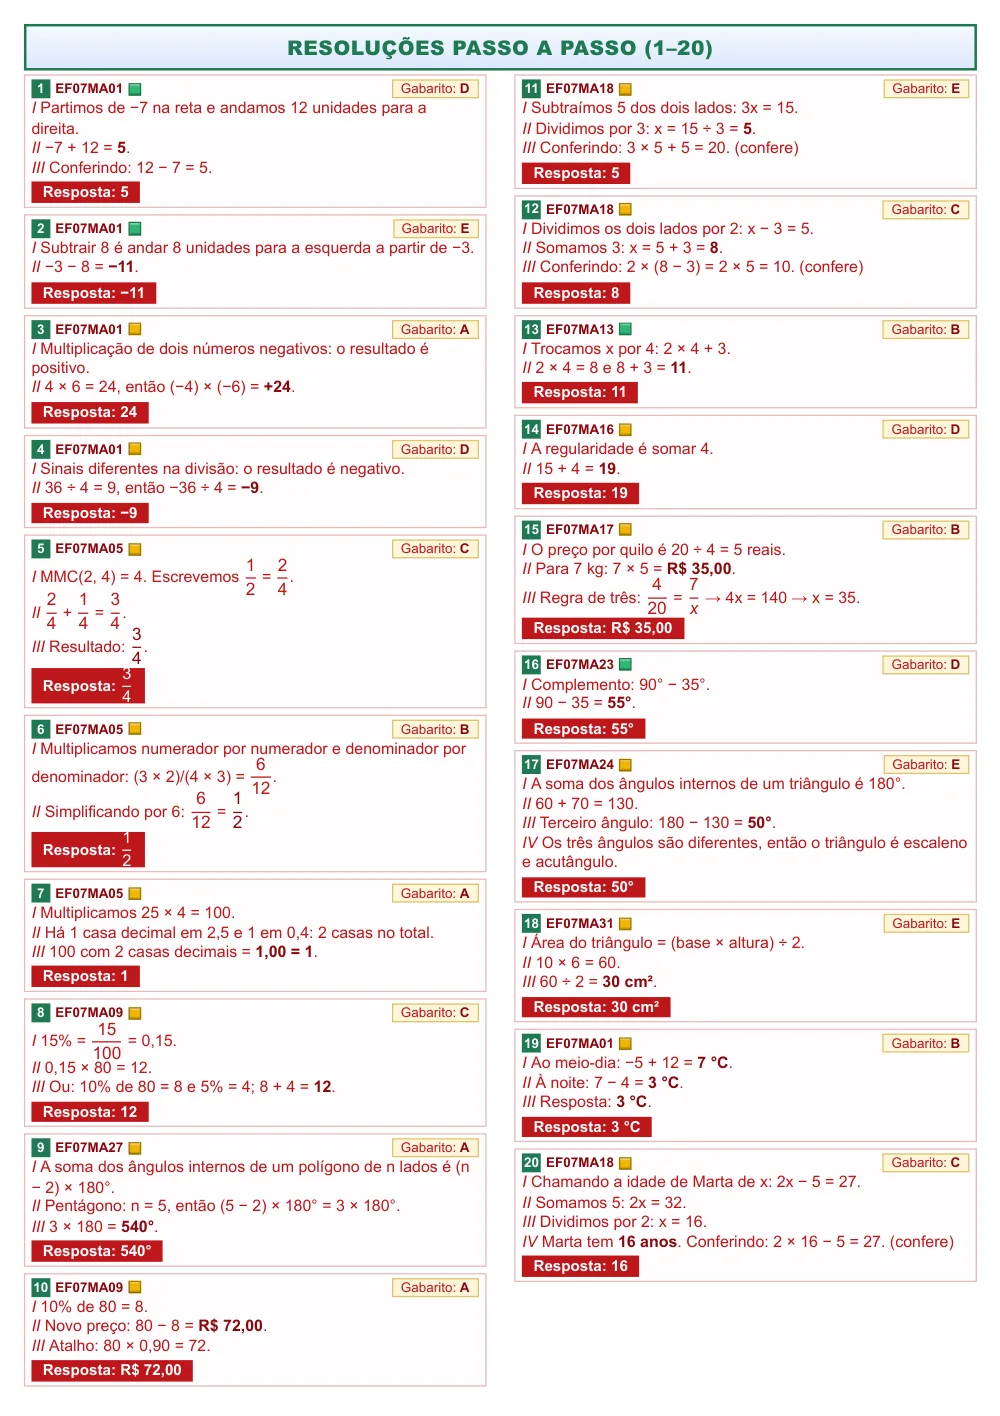 RESOLUÇÕES PASSO A PASSO (1–20)
1 EF07MA01 Gabarito: D
I Partimos de −7 na reta e andamos 12 unidades para a
direita.
II −7 + 12 = 5.
III Conferindo: 12 − 7 = 5.
Resposta: 5
2 EF07MA01 Gabarito: E
I Subtrair 8 é andar 8 unidades para a esquerda a partir de −3.
II −3 − 8 = −11.
Resposta: −11
3 EF07MA01 Gabarito: A
I Multiplicação de dois números negativos: o resultado é
positivo.
II 4 × 6 = 24, então (−4) × (−6) = +24.
Resposta: 24
4 EF07MA01 Gabarito: D
I Sinais diferentes na divisão: o resultado é negativo.
II 36 ÷ 4 = 9, então −36 ÷ 4 = −9.
Resposta: −9
5 EF07MA05 Gabarito: C
I MMC(2, 4) = 4. Escrevemos 1/2 = 2/4.
II 2/4 + 1/4 = 3/4.
III Resultado: 3/4.
Resposta: 3/4
6 EF07MA05 Gabarito: B
I Multiplicamos numerador por numerador e denominador por
denominador: (3 × 2)/(4 × 3) = 6/12.
II Simplificando por 6: 6/12 = 1/2.
Resposta: 1/2
7 EF07MA05 Gabarito: A
I Multiplicamos 25 × 4 = 100.
II Há 1 casa decimal em 2,5 e 1 em 0,4: 2 casas no total.
III 100 com 2 casas decimais = 1,00 = 1.
Resposta: 1
8 EF07MA09 Gabarito: C
I 15% = 15/100 = 0,15.
II 0,15 × 80 = 12.
III Ou: 10% de 80 = 8 e 5% = 4; 8 + 4 = 12.
Resposta: 12
9 EF07MA27 Gabarito: A
I A soma dos ângulos internos de um polígono de n lados é (n
− 2) × 180°.
II Pentágono: n = 5, então (5 − 2) × 180° = 3 × 180°.
III 3 × 180 = 540°.
Resposta: 540°
10 EF07MA09 Gabarito: A
I 10% de 80 = 8.
II Novo preço: 80 − 8 = R$ 72,00.
III Atalho: 80 × 0,90 = 72.
Resposta: R$ 72,00
11 EF07MA18 Gabarito: E
I Subtraímos 5 dos dois lados: 3x = 15.
II Dividimos por 3: x = 15 ÷ 3 = 5.
III Conferindo: 3 × 5 + 5 = 20. (confere)
Resposta: 5
12 EF07MA18 Gabarito: C
I Dividimos os dois lados por 2: x − 3 = 5.
II Somamos 3: x = 5 + 3 = 8.
III Conferindo: 2 × (8 − 3) = 2 × 5 = 10. (confere)
Resposta: 8
13 EF07MA13 Gabarito: B
I Trocamos x por 4: 2 × 4 + 3.
II 2 × 4 = 8 e 8 + 3 = 11.
Resposta: 11
14 EF07MA16 Gabarito: D
I A regularidade é somar 4.
II 15 + 4 = 19.
Resposta: 19
15 EF07MA17 Gabarito: B
I O preço por quilo é 20 ÷ 4 = 5 reais.
II Para 7 kg: 7 × 5 = R$ 35,00.
III Regra de três: 4/20 = 7/x → 4x = 140 → x = 35.
Resposta: R$ 35,00
16 EF07MA23 Gabarito: D
I Complemento: 90° − 35°.
II 90 − 35 = 55°.
Resposta: 55°
17 EF07MA24 Gabarito: E
I A soma dos ângulos internos de um triângulo é 180°.
II 60 + 70 = 130.
III Terceiro ângulo: 180 − 130 = 50°.
IV Os três ângulos são diferentes, então o triângulo é escaleno
e acutângulo.
Resposta: 50°
18 EF07MA31 Gabarito: E
I Área do triângulo = (base × altura) ÷ 2.
II 10 × 6 = 60.
III 60 ÷ 2 = 30 cm².
Resposta: 30 cm²
19 EF07MA01 Gabarito: B
I Ao meio-dia: −5 + 12 = 7 °C.
II À noite: 7 − 4 = 3 °C.
III Resposta: 3 °C.
Resposta: 3 °C
20 EF07MA18 Gabarito: C
I Chamando a idade de Marta de x: 2x − 5 = 27.
II Somamos 5: 2x = 32.
III Dividimos por 2: x = 16.
IV Marta tem 16 anos. Conferindo: 2 × 16 − 5 = 27. (confere)
Resposta: 16